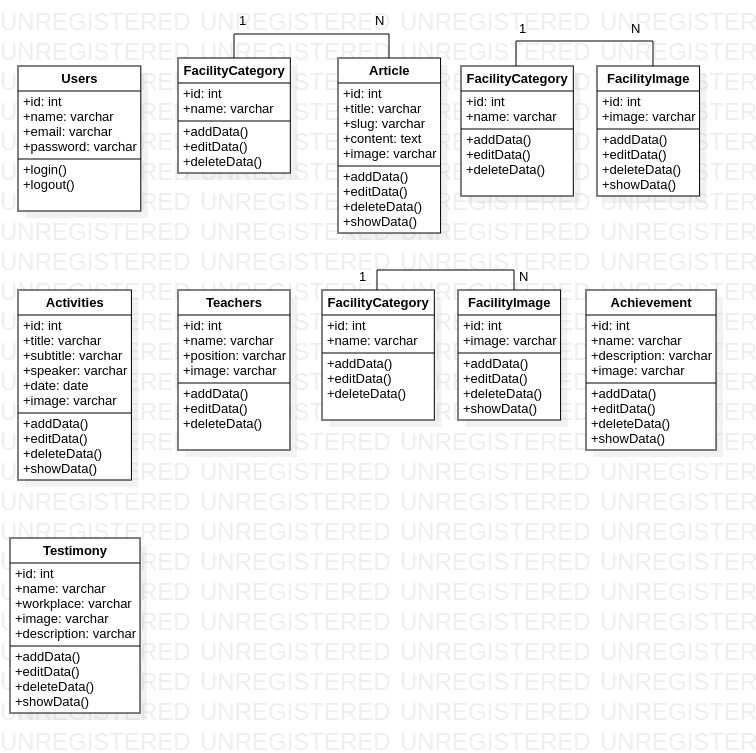 1
N
FacilityCategory
+id: int
+name: varchar
+addData()
+editData()
+deleteData()
Article
+id: int
+title: varchar
+slug: varchar
+content: text
+image: varchar
+addData()
+editData()
+deleteData()
+showData()
1
N
FacilityCategory
+id: int
+name: varchar
+addData()
+editData()
+deleteData()
FacilityImage
+id: int
+image: varchar
+addData()
+editData()
+deleteData()
+showData()
Users
+id: int
+name: varchar
+email: varchar
+password: varchar
+login()
+logout()
Activities
+id: int
+title: varchar
+subtitle: varchar
+speaker: varchar
+date: date
+image: varchar
+addData()
+editData()
+deleteData()
+showData()
Teachers
+id: int
+name: varchar
+position: varchar
+image: varchar
+addData()
+editData()
+deleteData()
1
N
FacilityCategory
+id: int
+name: varchar
+addData()
+editData()
+deleteData()
FacilityImage
+id: int
+image: varchar
+addData()
+editData()
+deleteData()
+showData()
Achievement
+id: int
+name: varchar
+description: varchar
+image: varchar
+addData()
+editData()
+deleteData()
+showData()
Testimony
+id: int
+name: varchar
+workplace: varchar
+image: varchar
+description: varchar
+addData()
+editData()
+deleteData()
+showData()
UNREGISTERED